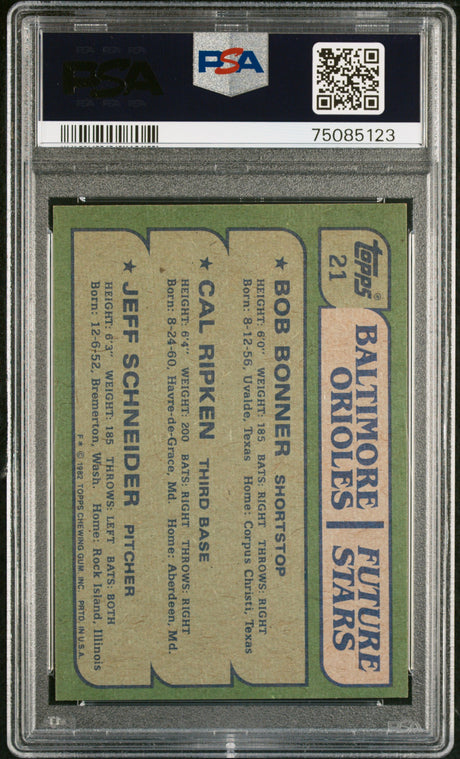 PSA
PSA
75085123
topps®
21
BALTIMORE ORIOLES
FUTURE STARS
★ BOB BONNER SHORTSTOP
HEIGHT: 6'0" WEIGHT: 185 BATS: RIGHT THROWS: RIGHT
Born: 8-12-56, Uvalde, Texas Home: Corpus Christi, Texas
★ CAL RIPKEN THIRD BASE
HEIGHT: 6'4" WEIGHT: 200 BATS: RIGHT THROWS: RIGHT
Born: 8-24-60, Havre-de-Grace, Md. Home: Aberdeen, Md.
★ JEFF SCHNEIDER PITCHER
HEIGHT: 6'3" WEIGHT: 185 THROWS: LEFT BATS: BOTH
Born: 12-6-52, Bremerton, Wash. Home: Rock Island, Illinois
F* © 1982 TOPPS CHEWING GUM, INC. PRTD. IN U.S.A.
PSA